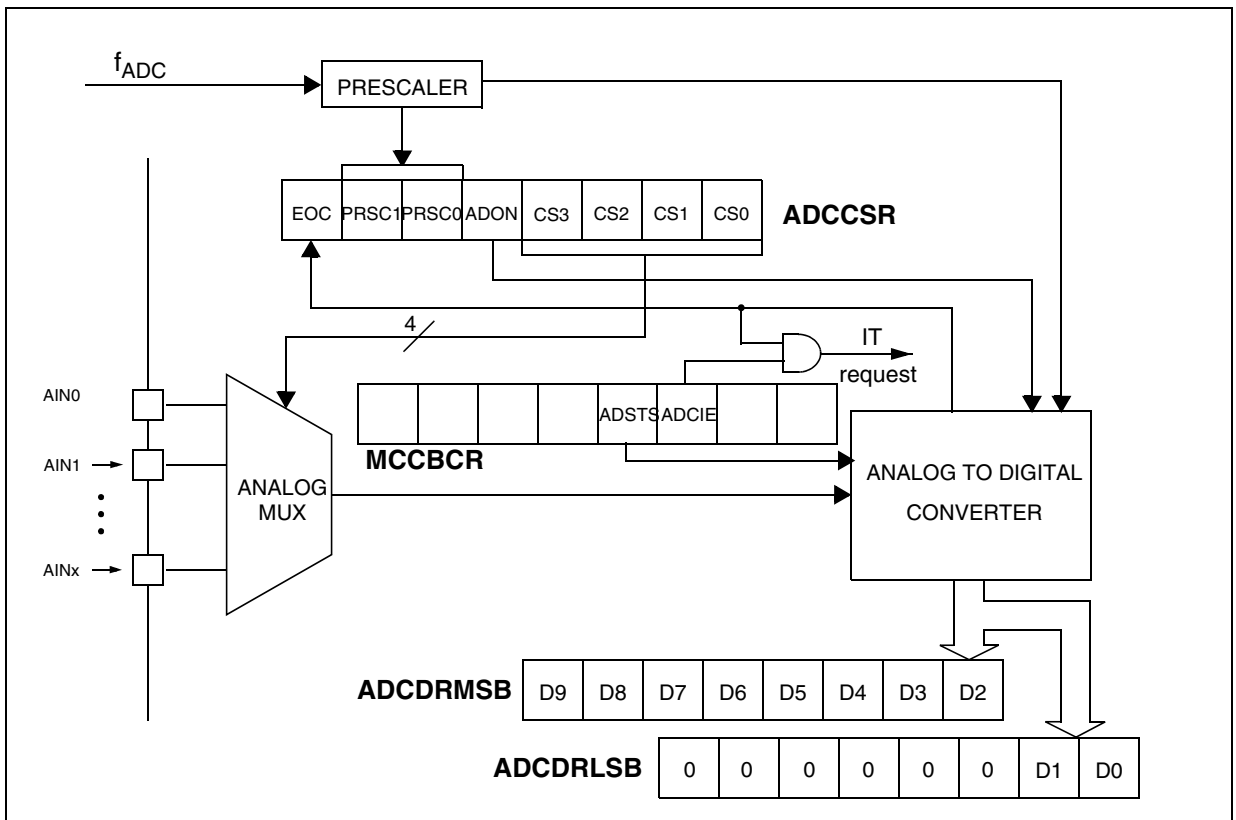 fADC
PRESCALER
EOC PRSC1 PRSC0 ADON CS3 CS2 CS1 CS0
ADCCSR
4
IT
request
AIN0
ADSTS ADCIE
MCCBCR
AIN1
ANALOG
MUX
ANALOG TO DIGITAL
CONVERTER
AINx
ADCDRMSB D9 D8 D7 D6 D5 D4 D3 D2
ADCDRLSB 0 0 0 0 0 0 D1 D0